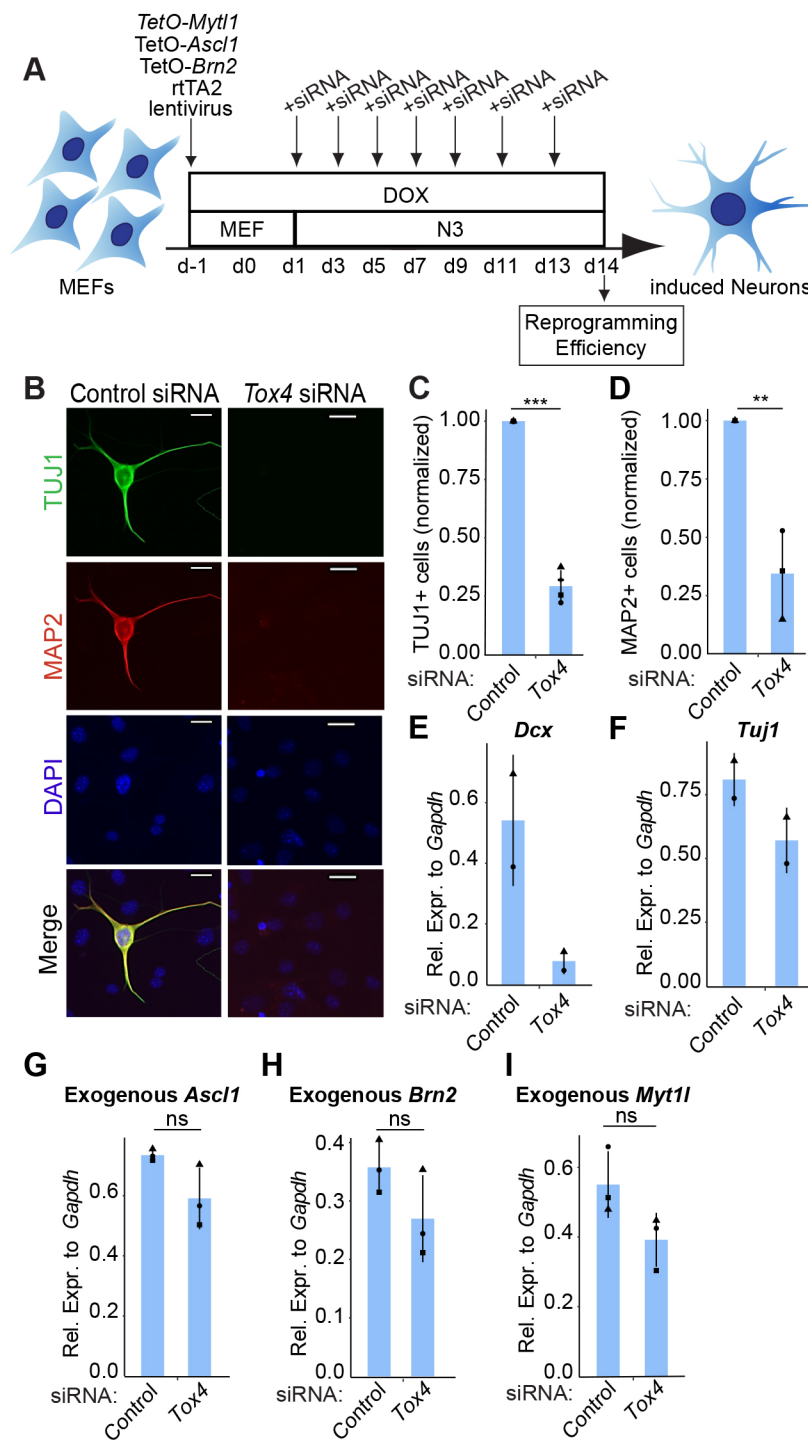 A
TetO-Mytl1
TetO-Ascl1
TetO-Brn2
rtTA2
lentivirus
+siRNA +siRNA +siRNA +siRNA +siRNA +siRNA +siRNA
DOX
MEF N3
d-1 d0 d1 d3 d5 d7 d9 d11 d13 d14
MEFs
induced Neurons
Reprogramming
Efficiency
B
Control siRNA Tox4 siRNA
TUJ1
MAP2
DAPI
Merge
C
***
TUJ1+ cells (normalized)
1.00
0.75
0.50
0.25
0.00
siRNA:
Control Tox4
D
**
MAP2+ cells (normalized)
1.00
0.75
0.50
0.25
0.00
siRNA:
Control Tox4
E
Dcx
Rel. Expr. to Gapdh
0.6
0.4
0.2
0.0
siRNA:
Control Tox4
F
Tuj1
Rel. Expr. to Gapdh
0.75
0.50
0.25
0.00
siRNA:
Control Tox4
G
Exogenous Ascl1
ns
Rel. Expr. to Gapdh
0.6
0.4
0.2
0.0
siRNA:
Control Tox4
H
Exogenous Brn2
ns
Rel. Expr. to Gapdh
0.4
0.3
0.2
0.1
0.0
siRNA:
Control Tox4
I
Exogenous Myt1l
ns
Rel. Expr. to Gapdh
0.6
0.4
0.2
0.0
siRNA:
Control Tox4